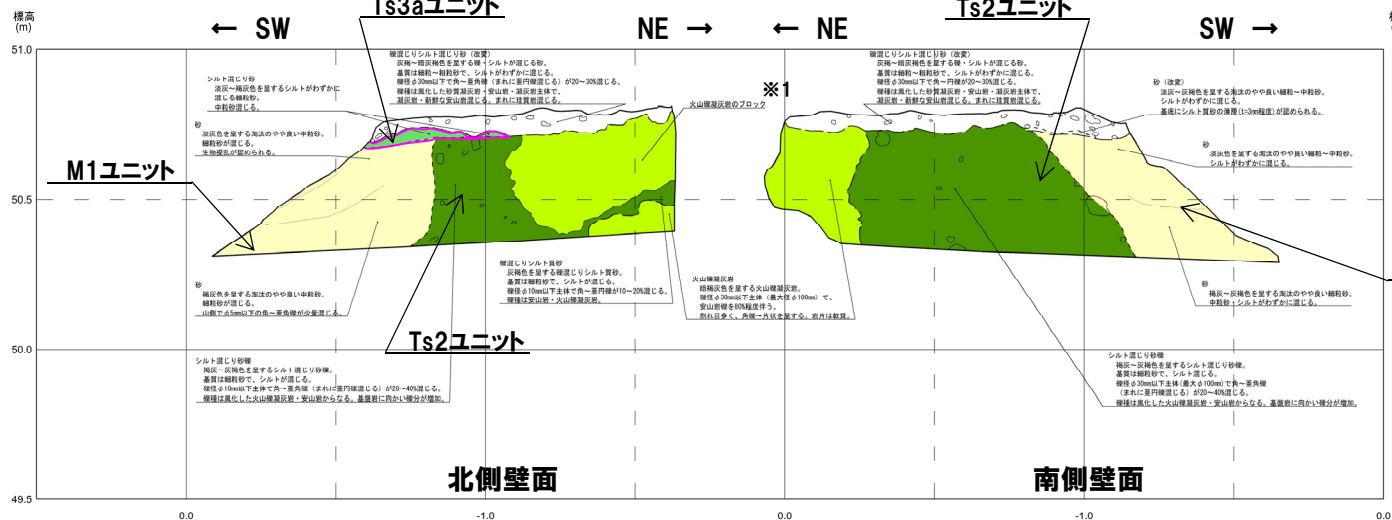 標高
(m)
← SW
Ts3aユニット
NE →
← NE
Ts2ユニット
SW →
51.0
50.5
50.0
49.5
※1
シルト混じり砂
淡灰～褐灰色を呈するシルトがわずかに
混じる細粒砂。
中粒砂混じる。
礫混じりシルト混じり砂（改変）
灰褐～暗灰褐色を呈する礫・シルトが混じる砂。
基質は細粒～粗粒砂で、シルトがわずかに混じる。
礫径φ30mm以下で角～亜角礫（まれに亜円礫混じる）が20～30%混じる。
礫種は風化した砂質凝灰岩・安山岩・凝灰岩主体で、
凝灰岩・新鮮な安山岩混じる。まれに珪質岩混じる。
火山礫凝灰岩のブロック
砂
淡灰色を呈する淘汰のやや良い中粒砂。
細粒砂が混じる。
生物擾乱が認められる。
M1ユニット
礫混じりシルト混じり砂（改変）
灰褐～暗灰褐色を呈する礫・シルトが混じる砂。
基質は細粒～粗粒砂で、シルトがわずかに混じる。
礫径φ30mm以下で角～円礫が20～30%混じる。
礫種は風化した砂質凝灰岩・安山岩・凝灰岩主体で、
凝灰岩・新鮮な安山岩混じる。まれに珪質岩混じる。
砂（改変）
淡灰～灰褐色を呈する淘汰のやや良い細粒～中粒砂。
シルトがわずかに混じる。
基底にシルト質砂の薄層（t=3mm程度）が認められる。
砂
淡灰色を呈する淘汰のやや良い細粒～中粒砂。
シルトがわずかに混じる。
砂
褐灰色を呈する淘汰のやや良い中粒砂。
細粒砂が混じる。
山側でφ5mm以下の角～亜角礫が少量混じる。
礫混じりシルト質砂
灰褐色を呈する礫混じりシルト質砂。
基質は細粒砂で、シルトが混じる。
礫径φ10mm以下主体で角～亜円礫が10～20%混じる。
礫種は安山岩・火山礫凝灰岩。
火山礫凝灰岩
暗褐灰色を呈する火山礫凝灰岩。
礫径φ30mm以下主体（最大径φ100mm）で、
安山岩礫を80%程度伴う。
割れ目多く、角礫～片状を呈する。岩片は軟質。
砂
褐灰～灰褐色を呈する淘汰のやや良い細粒砂。
中粒砂・シルトがわずかに混じる。
Ts2ユニット
シルト混じり砂礫
褐灰～灰褐色を呈するシルト混じり砂礫。
基質は細粒砂で、シルトが混じる。
礫径φ10mm以下主体で角～亜角礫（まれに亜円礫混じる）が20～40%混じる。
礫種は風化した火山礫凝灰岩・安山岩からなる。基盤岩に向かい礫分が増加。
シルト混じり砂礫
褐灰～灰褐色を呈するシルト混じり砂礫。
基質は細粒砂で、シルト混じる。
礫径φ30mm以下主体（最大φ100mm）で角～亜角礫
（まれに亜円礫混じる）が20～40%混じる。
礫種は風化した火山礫凝灰岩・安山岩からなる。基盤岩に向かい礫分が増加。
北側壁面
南側壁面
0.0
-1.0
0.0
-1.0
0.0